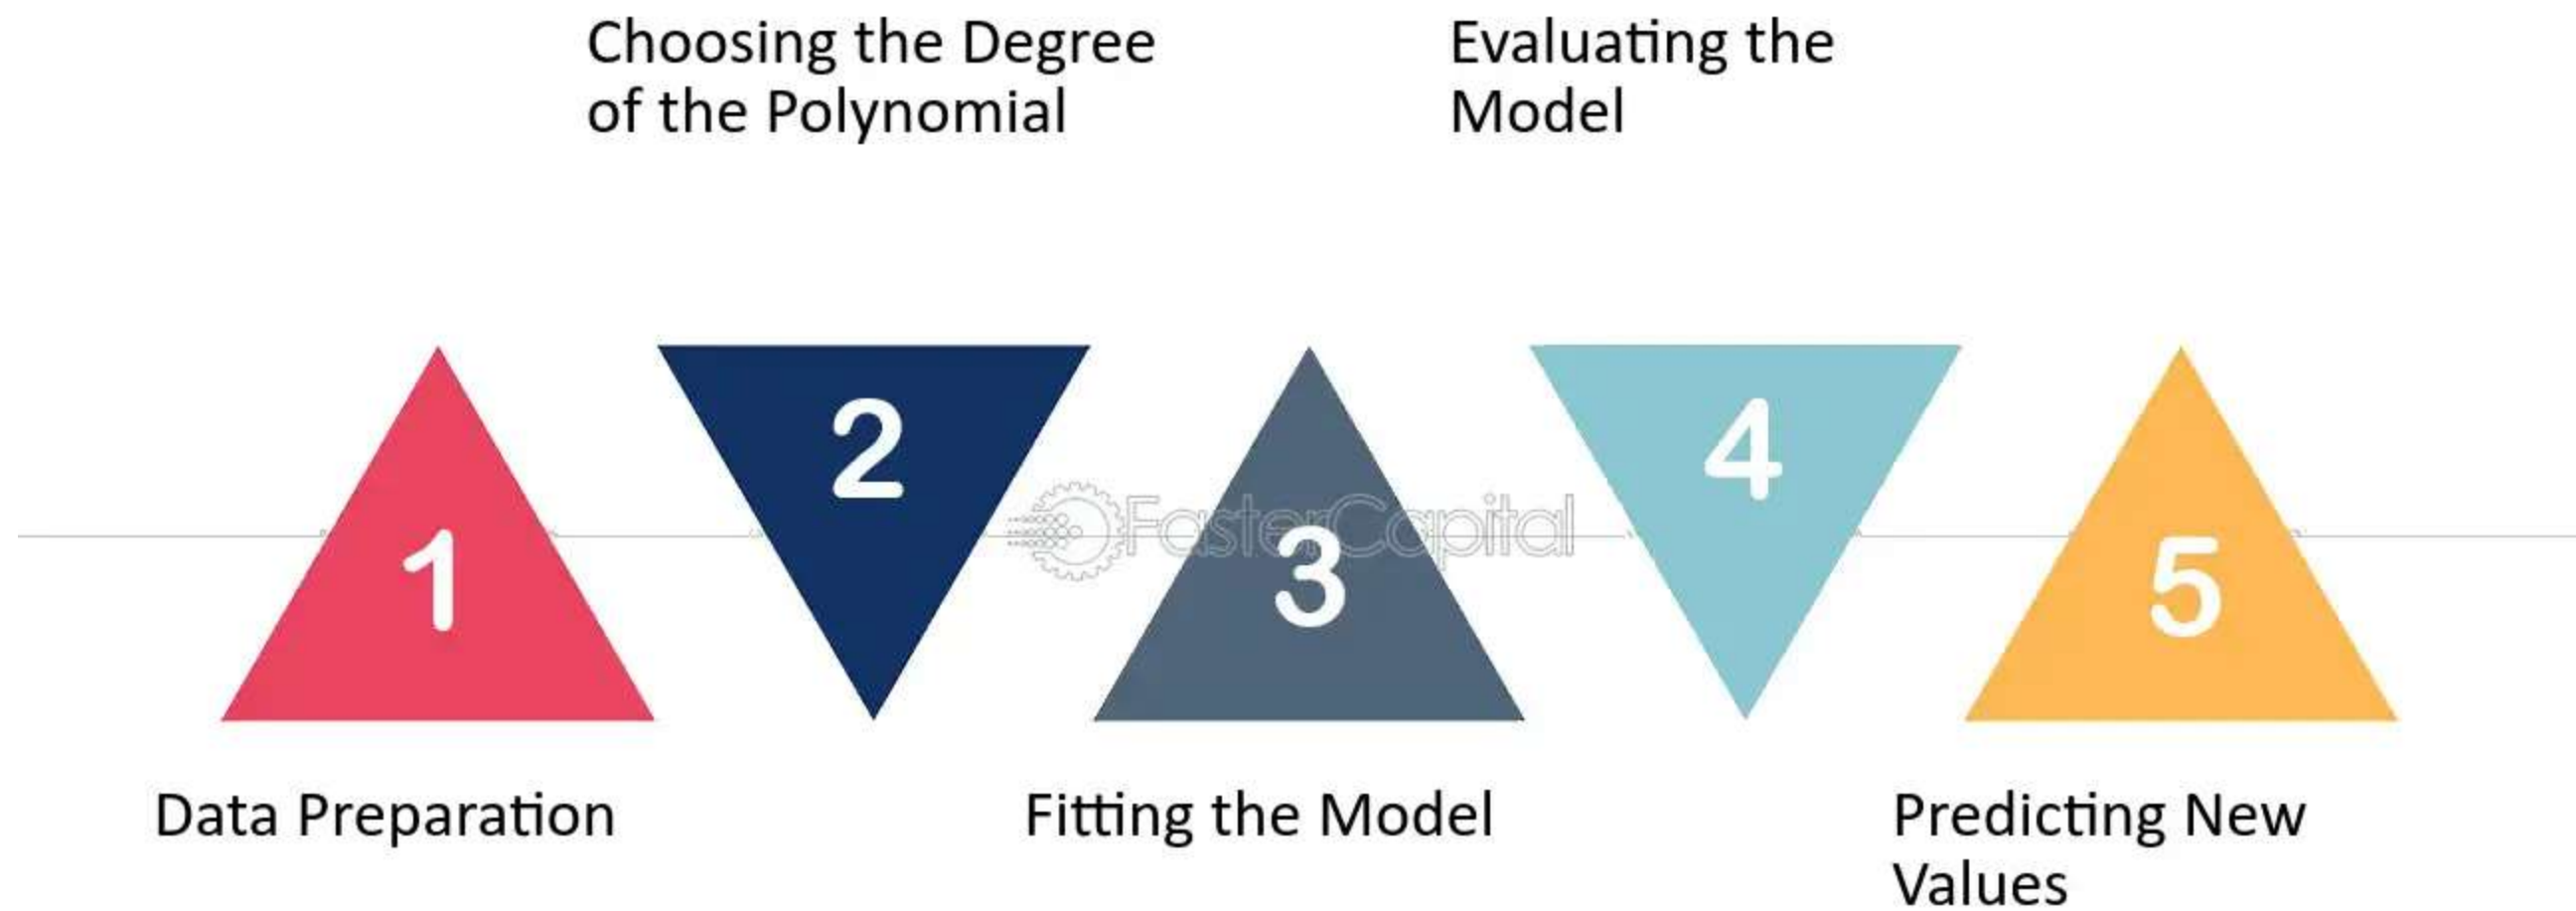 Choosing the Degree
of the Polynomial
Evaluating the
Model
1
2
3
4
5
FasterCapital
Data Preparation
Fitting the Model
Predicting New
Values